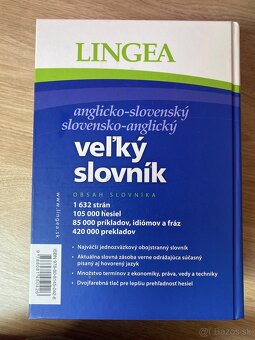 LINGEA
anglicko-slovenský
slovensko-anglický
veľký
slovník
OBSAH SLOVNÍKA
1 632 strán
105 000 hesiel
85 000 príkladov, idiómov a fráz
420 000 prekladov
• Najväčší jednozväzkový obojstranný slovník
• Aktuálna slovná zásoba verne odrážajúca súčasný
písaný aj hovorený jazyk
• Množstvo termínov z ekonomiky, práva, vedy a techniky
• Dvojfarebná tlač pre lepšiu prehľadnosť hesiel
www.lingea.sk
bazos.sk